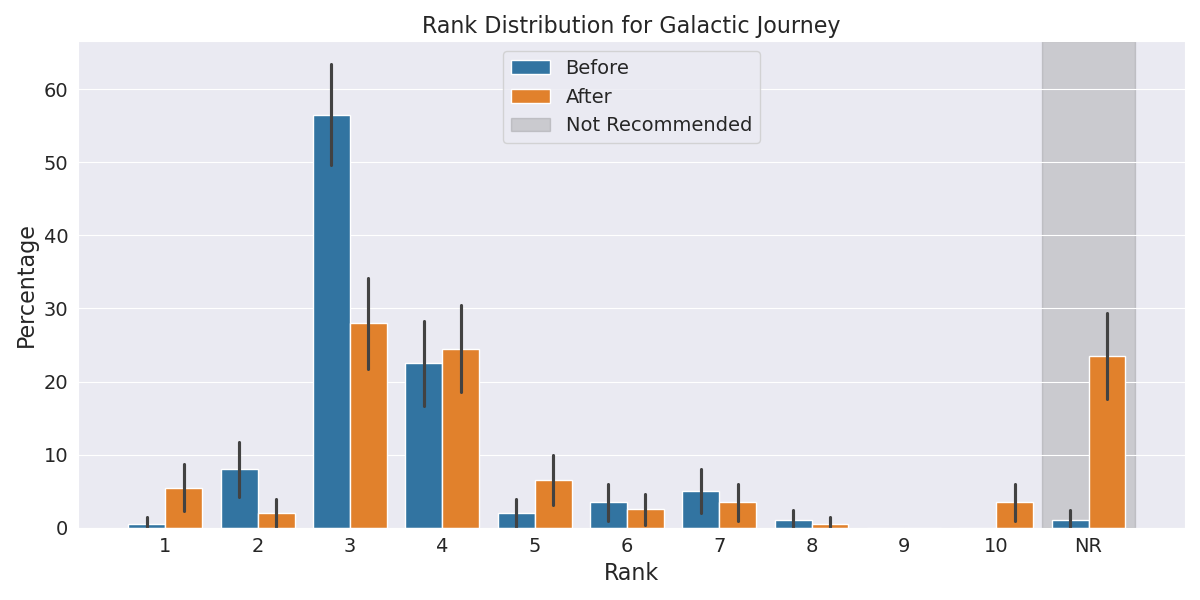 Rank Distribution for Galactic Journey
Before
After
Not Recommended
Percentage
60
50
40
30
20
10
0
1 2 3 4 5 6 7 8 9 10 NR
Rank